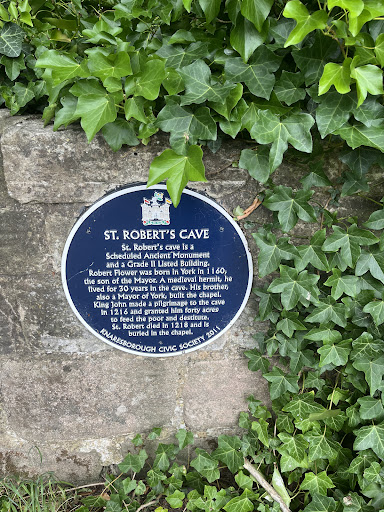 ST. ROBERT'S CAVE
St. Robert's cave is a
Scheduled Ancient Monument
and a Grade II Listed Building.
Robert Flower was born in York in 1160,
the son of the Mayor. A medieval hermit, he
lived for 30 years in the cave. His brother,
also a Mayor of York, built the chapel.
King John made a pilgrimage to the cave
in 1216 and granted him forty acres
to feed the poor and destitute.
St. Robert died in 1218 and is
buried in the chapel.
KNARESBOROUGH CIVIC SOCIETY 2011